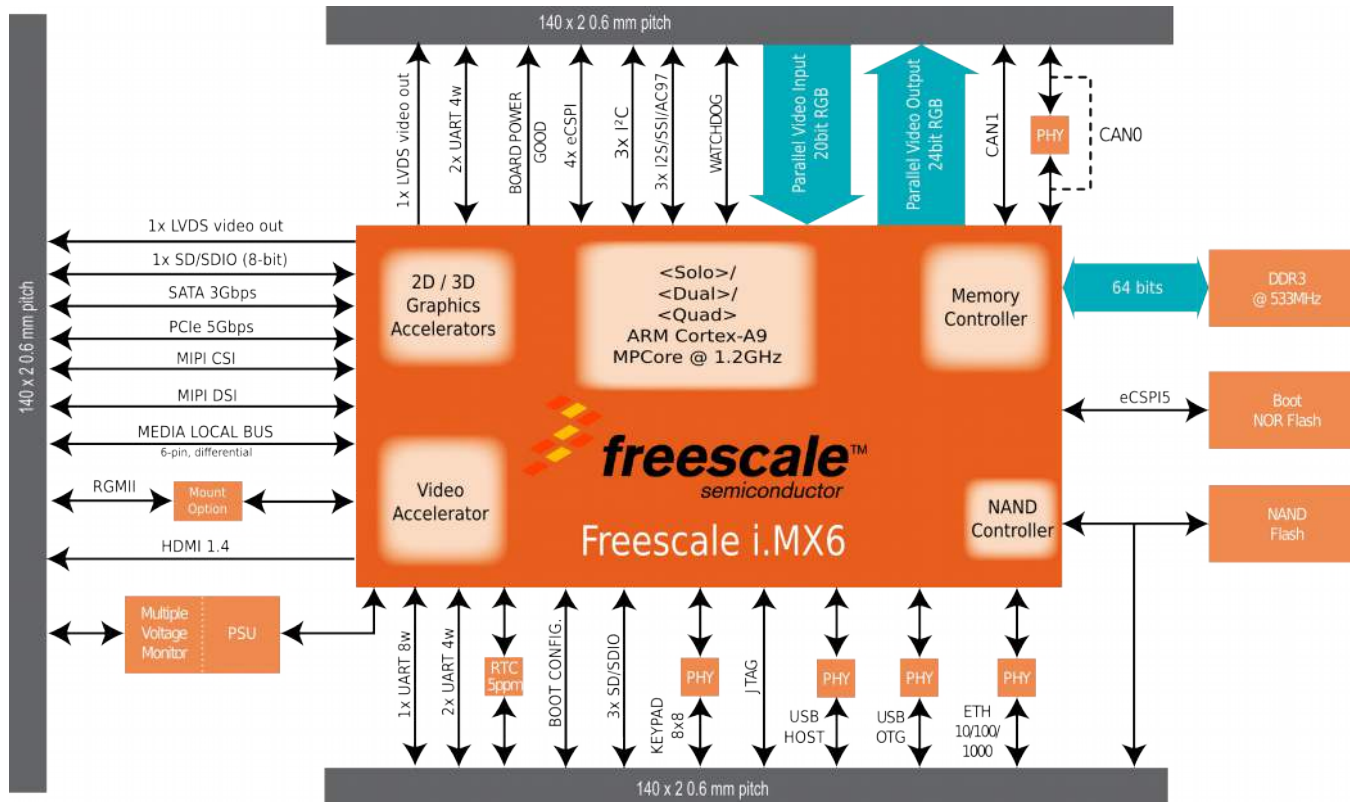 140 x 2 0.6 mm pitch
140 x 2 0.6 mm pitch
1x LVDS video out
2x UART 4w
BOARD POWER
GOOD
4x eCSPI
3x I²C
3x I2S/SSI/AC97
WATCHDOG
Parallel Video Input
20bit RGB
Parallel Video Output
24bit RGB
CAN1
PHY
CAN0
1x LVDS video out
1x SD/SDIO (8-bit)
SATA 3Gbps
PCIe 5Gbps
MIPI CSI
MIPI DSI
MEDIA LOCAL BUS
6-pin, differential
RGMII
Mount
Option
HDMI 1.4
Multiple
Voltage
Monitor
PSU
2D / 3D
Graphics
Accelerators
<Solo>/
<Dual>/
<Quad>
ARM Cortex-A9
MPCore @ 1.2GHz
Memory
Controller
freescale™
semiconductor
Freescale i.MX6
Video
Accelerator
NAND
Controller
64 bits
DDR3
@ 533MHz
eCSPI5
Boot
NOR Flash
NAND
Flash
1x UART 8w
2x UART 4w
RTC
5ppm
BOOT CONFIG.
3x SD/SDIO
PHY
KEYPAD
8x8
JTAG
PHY
USB
HOST
PHY
USB
OTG
PHY
ETH
10/100/
1000
140 x 2 0.6 mm pitch